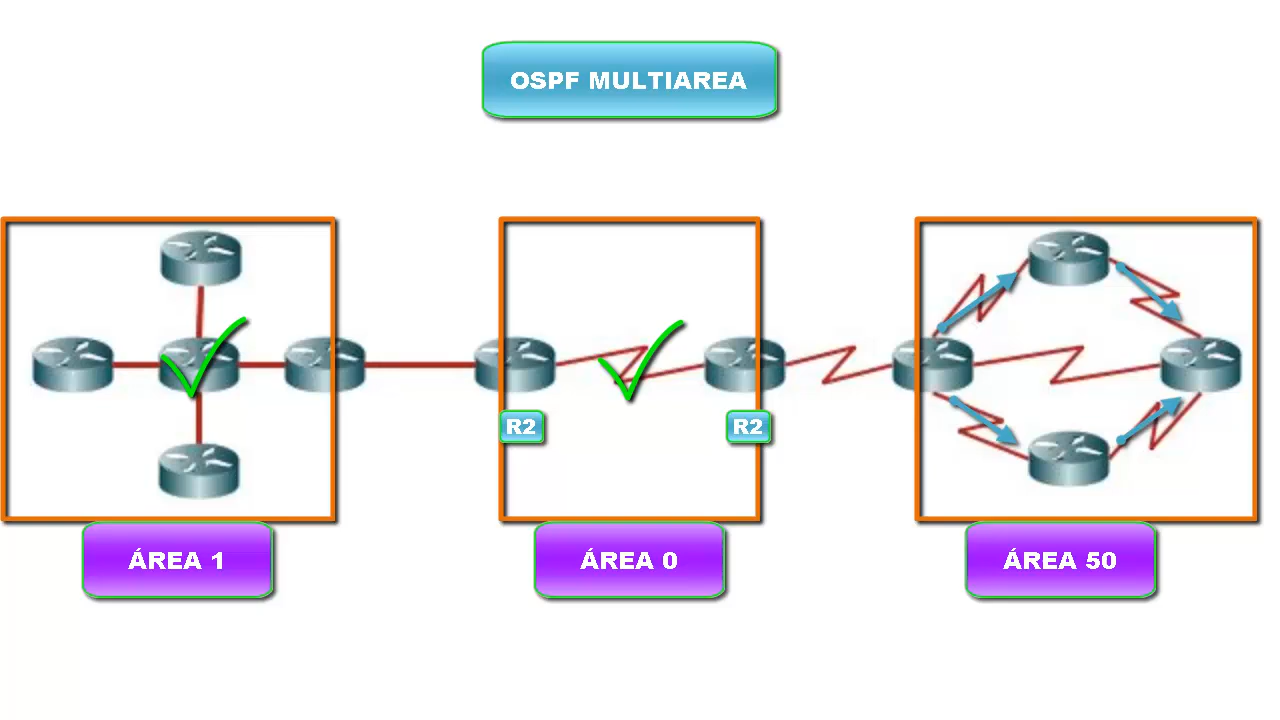 OSPF MULTIAREA
R2
R2
ÁREA 1
ÁREA 0
ÁREA 50